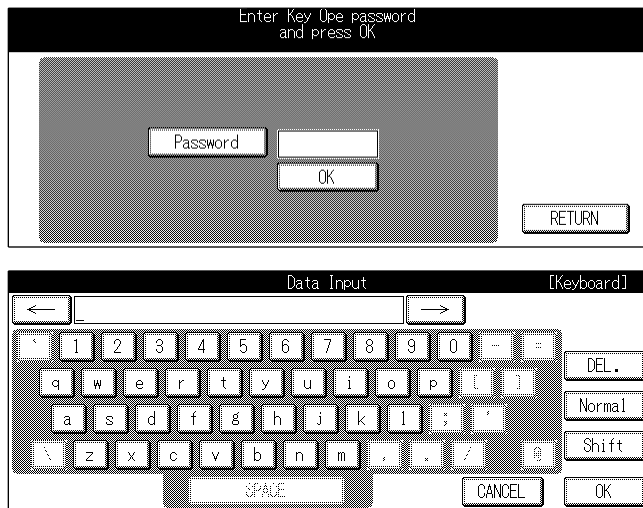 Enter Key Ope password
and press OK
Password
OK
RETURN
Data Input [Keyboard]
← _ →
` 1 2 3 4 5 6 7 8 9 0 - =
DEL.
q w e r t y u i o p [ ]
Normal
a s d f g h j k l ; '
Shift
\ z x c v b n m , . / @
SPACE CANCEL OK